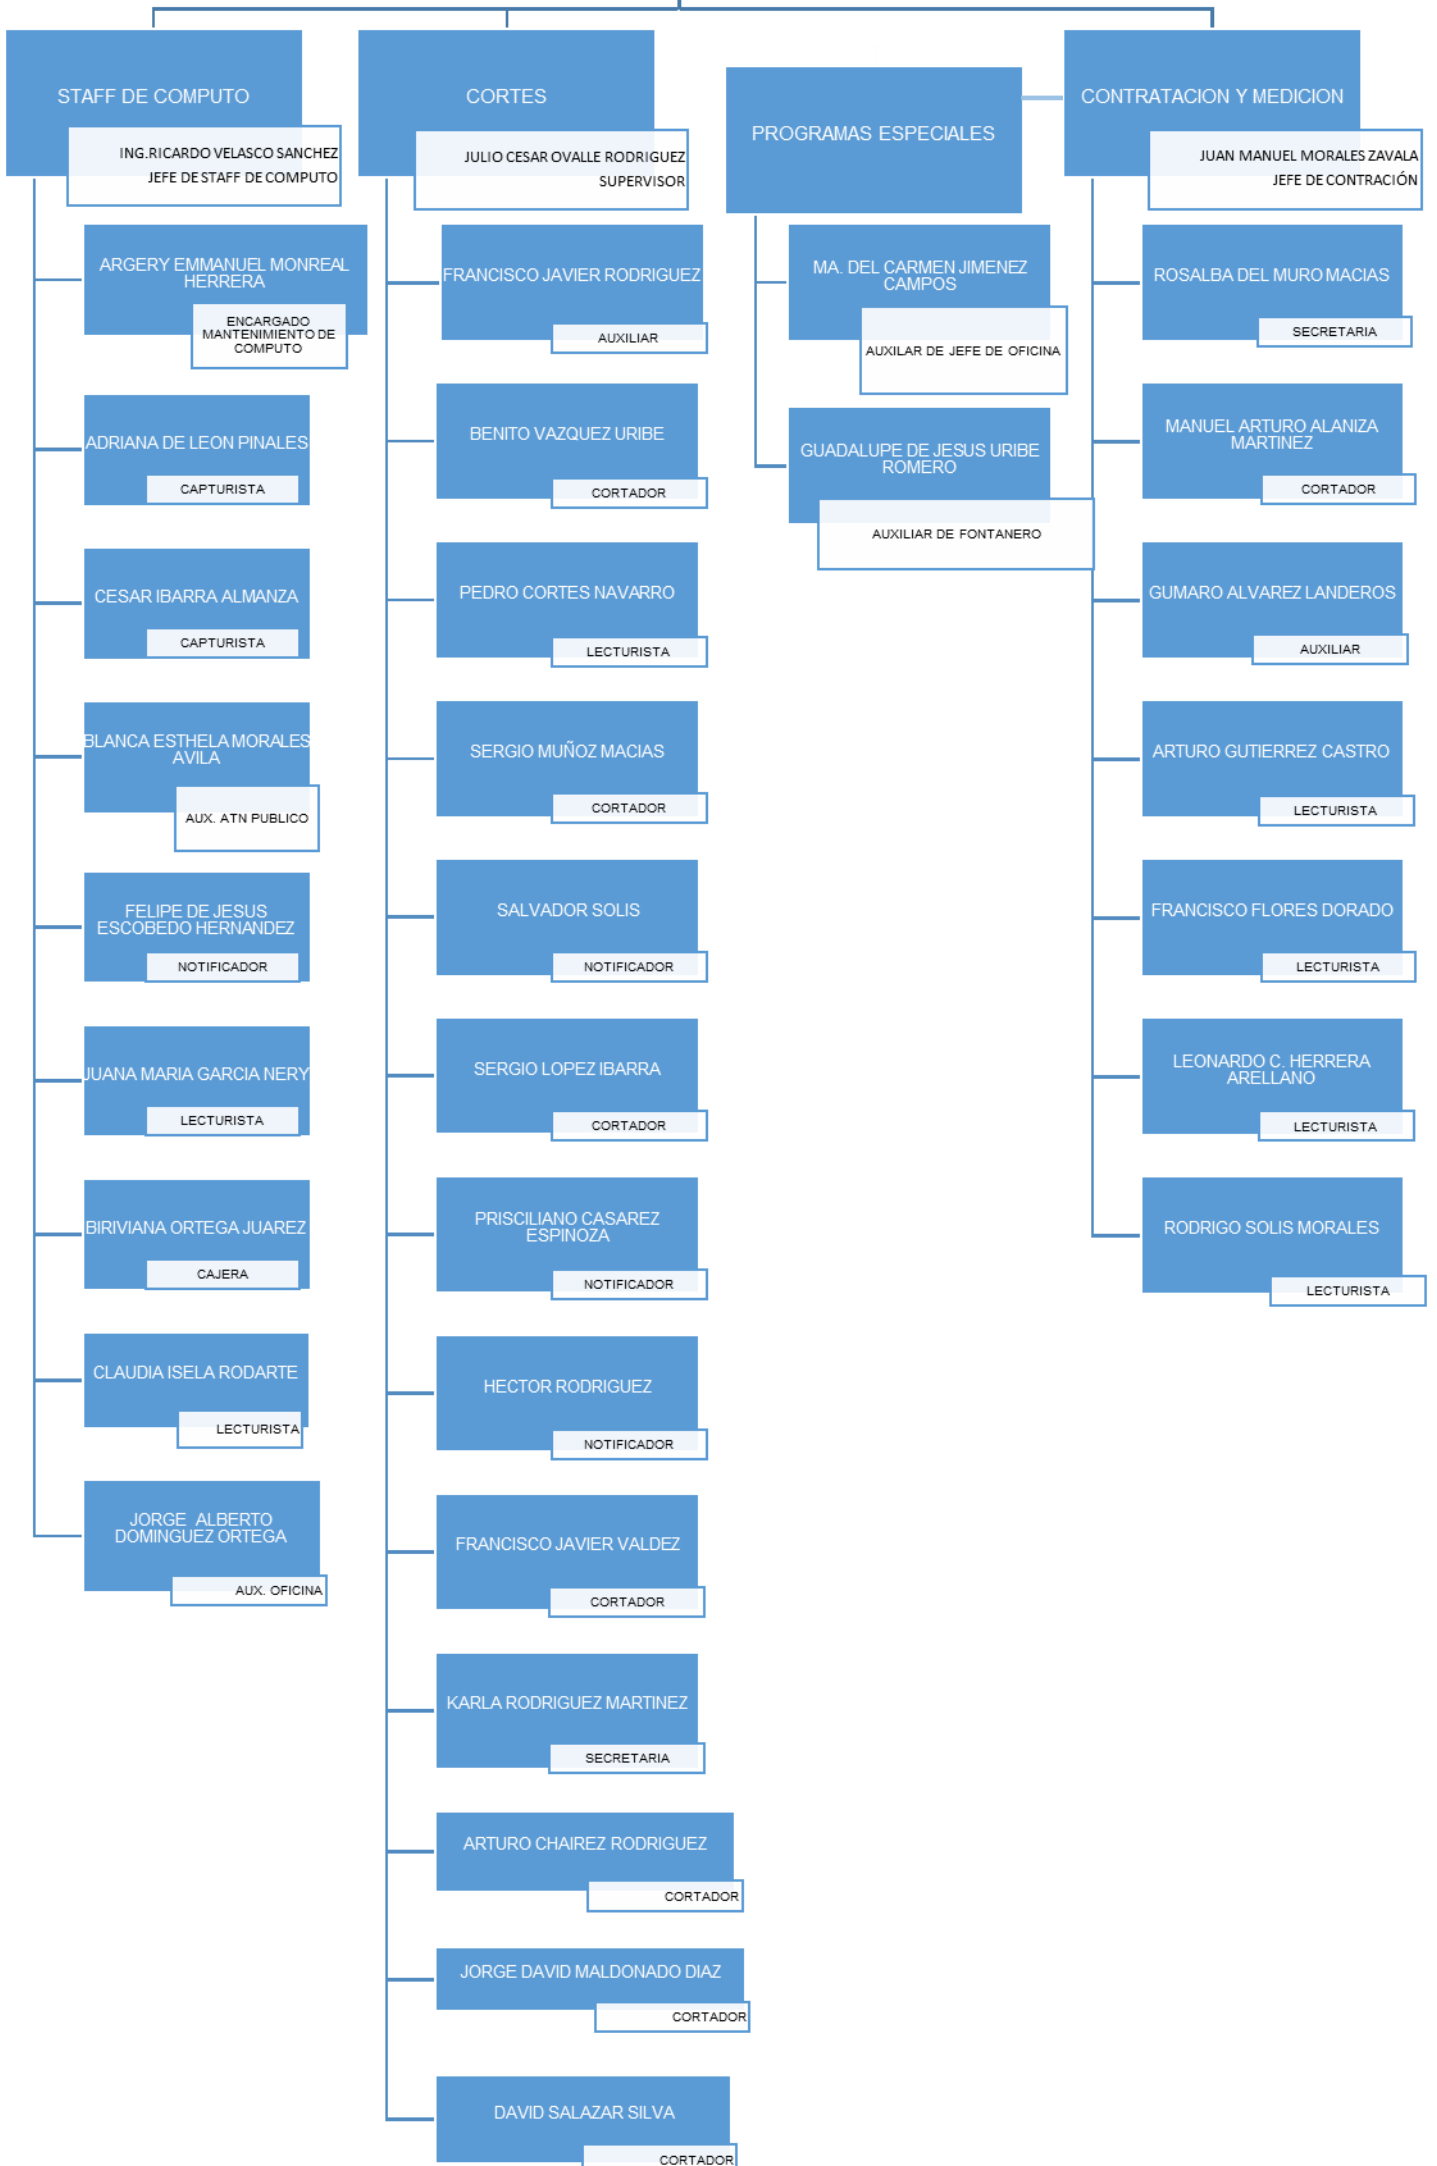 STAFF DE COMPUTO
ING.RICARDO VELASCO SANCHEZ
JEFE DE STAFF DE COMPUTO
ARGERY EMMANUEL MONREAL
HERRERA
ENCARGADO
MANTENIMIENTO DE
COMPUTO
ADRIANA DE LEON PINALES
CAPTURISTA
CESAR IBARRA ALMANZA
CAPTURISTA
BLANCA ESTHELA MORALES
AVILA
AUX. ATN PUBLICO
FELIPE DE JESUS
ESCOBEDO HERNANDEZ
NOTIFICADOR
JUANA MARIA GARCIA NERY
LECTURISTA
BIRIVIANA ORTEGA JUAREZ
CAJERA
CLAUDIA ISELA RODARTE
LECTURISTA
JORGE ALBERTO
DOMINGUEZ ORTEGA
AUX. OFICINA
CORTES
JULIO CESAR OVALLE RODRIGUEZ
SUPERVISOR
FRANCISCO JAVIER RODRIGUEZ
AUXILIAR
BENITO VAZQUEZ URIBE
CORTADOR
PEDRO CORTES NAVARRO
LECTURISTA
SERGIO MUÑOZ MACIAS
CORTADOR
SALVADOR SOLIS
NOTIFICADOR
SERGIO LOPEZ IBARRA
CORTADOR
PRISCILIANO CASAREZ
ESPINOZA
NOTIFICADOR
HECTOR RODRIGUEZ
NOTIFICADOR
FRANCISCO JAVIER VALDEZ
CORTADOR
KARLA RODRIGUEZ MARTINEZ
SECRETARIA
ARTURO CHAIREZ RODRIGUEZ
CORTADOR
JORGE DAVID MALDONADO DIAZ
CORTADOR
DAVID SALAZAR SILVA
CORTADOR
PROGRAMAS ESPECIALES
MA. DEL CARMEN JIMENEZ
CAMPOS
AUXILAR DE JEFE DE OFICINA
GUADALUPE DE JESUS URIBE
ROMERO
AUXILIAR DE FONTANERO
CONTRATACION Y MEDICION
JUAN MANUEL MORALES ZAVALA
JEFE DE CONTRACIÓN
ROSALBA DEL MURO MACIAS
SECRETARIA
MANUEL ARTURO ALANIZA
MARTINEZ
CORTADOR
GUMARO ALVAREZ LANDEROS
AUXILIAR
ARTURO GUTIERREZ CASTRO
LECTURISTA
FRANCISCO FLORES DORADO
LECTURISTA
LEONARDO C. HERRERA
ARELLANO
LECTURISTA
RODRIGO SOLIS MORALES
LECTURISTA